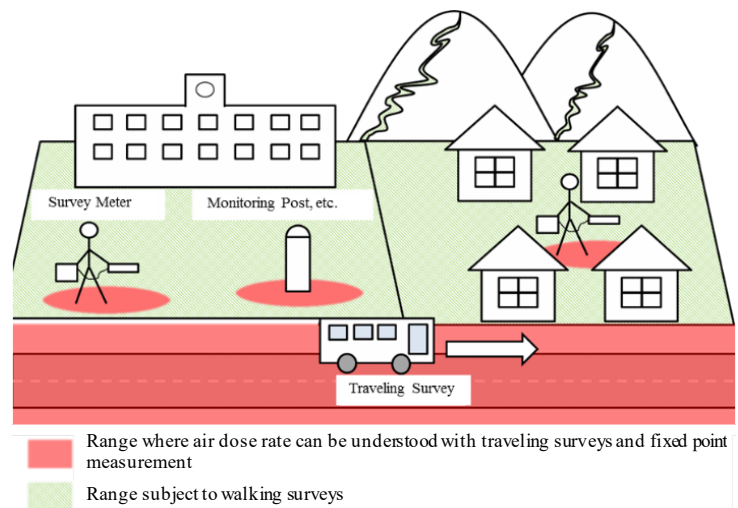 Survey Meter
Monitoring Post, etc.
Traveling Survey
Range where air dose rate can be understood with traveling surveys and fixed point
measurement
Range subject to walking surveys